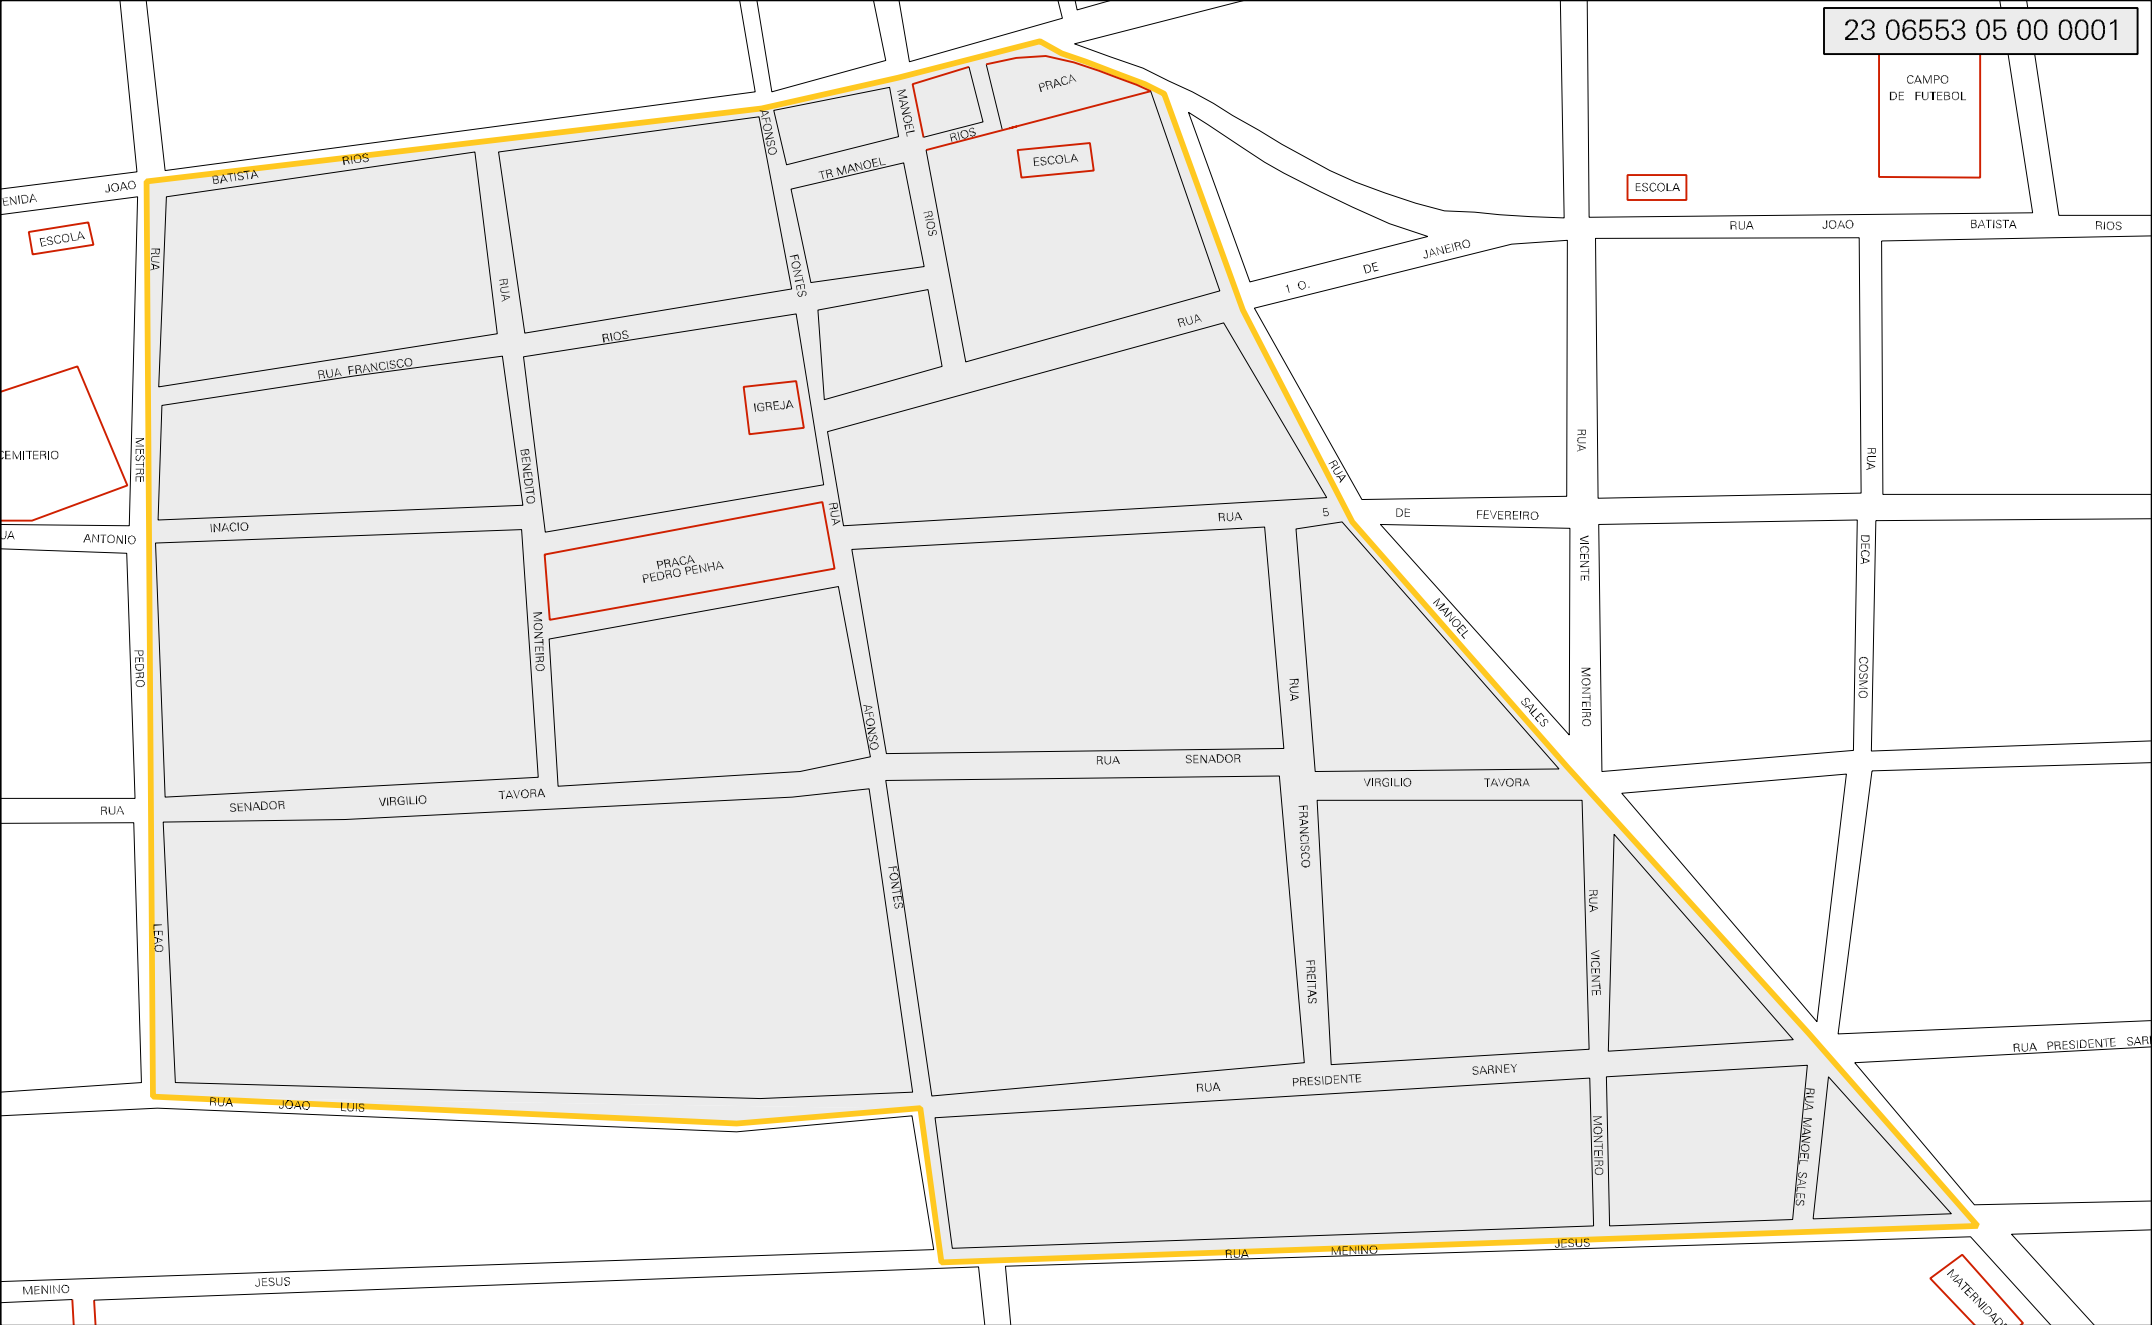 23 06553 05 00 0001
CAMPO
DE FUTEBOL
PRACA
MANOEL
AFONSO
RIOS
ESCOLA
TR MANOEL
RIOS
BATISTA
JOAO
ENIDA
ESCOLA
ESCOLA
RUA JOAO BATISTA RIOS
RIOS
RUA
RUA
FONTES
1 O. DE JANEIRO
RUA
RIOS
RUA FRANCISCO
IGREJA
CEMITERIO
MESTRE
BENEDITO
RUA
RUA
RUA
RUA
INACIO
ANTONIO
UA
RUA 5 DE FEVEREIRO
PRACA
PEDRO PENHA
VICENTE
DECA
MANOEL
MONTEIRO
PEDRO
RUA
MONTEIRO
COSMO
SALES
AFONSO
RUA SENADOR
VIRGILIO TAVORA
RUA
SENADOR VIRGILIO TAVORA
FRANCISCO
FONTES
RUA
LEAO
FREITAS
VICENTE
RUA PRESIDENTE SAR
RUA PRESIDENTE SARNEY
RUA JOAO LUIS
MONTEIRO
RUA MANOEL SALES
RUA MENINO JESUS
MENINO JESUS
MATERNIDAD